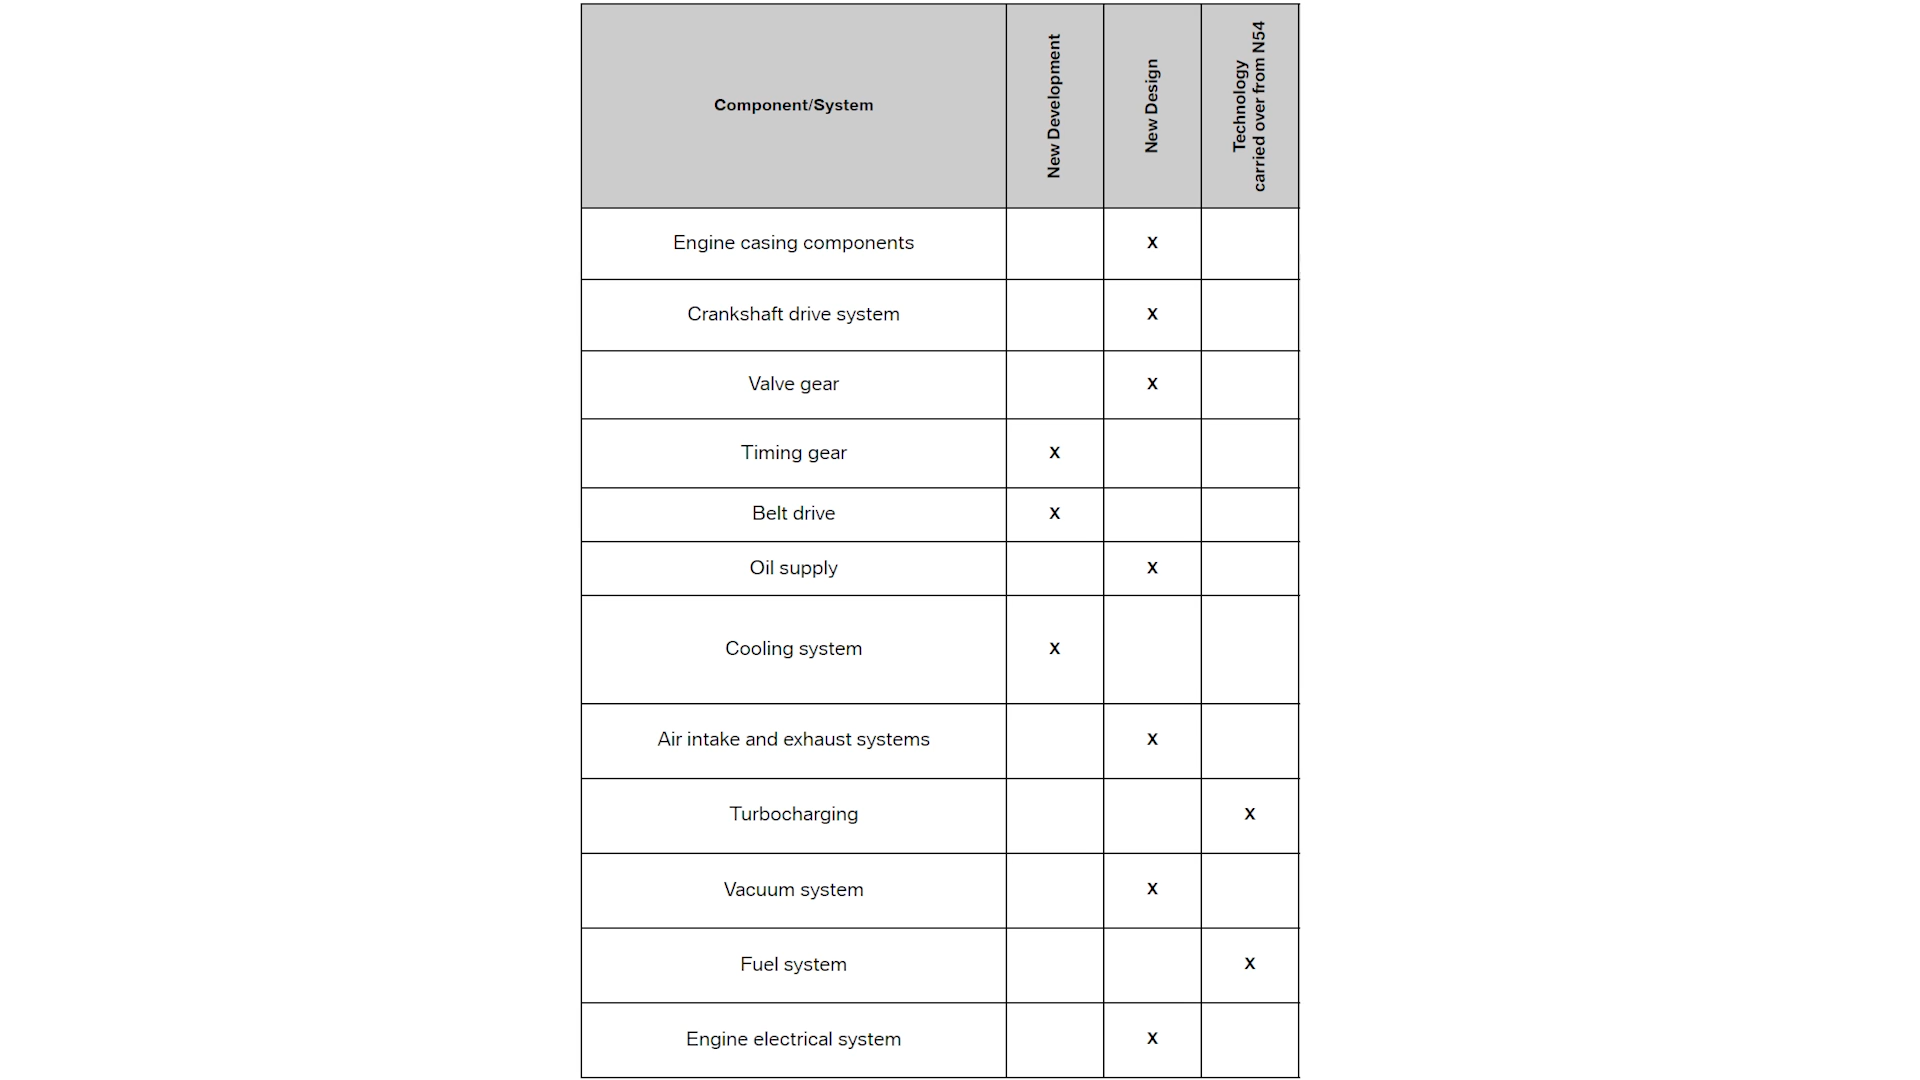 Component/System
New Development
New Design
Technology
carried over from N54
Engine casing components
X
Crankshaft drive system
X
Valve gear
X
Timing gear
X
Belt drive
X
Oil supply
X
Cooling system
X
Air intake and exhaust systems
X
Turbocharging
X
Vacuum system
X
Fuel system
X
Engine electrical system
X